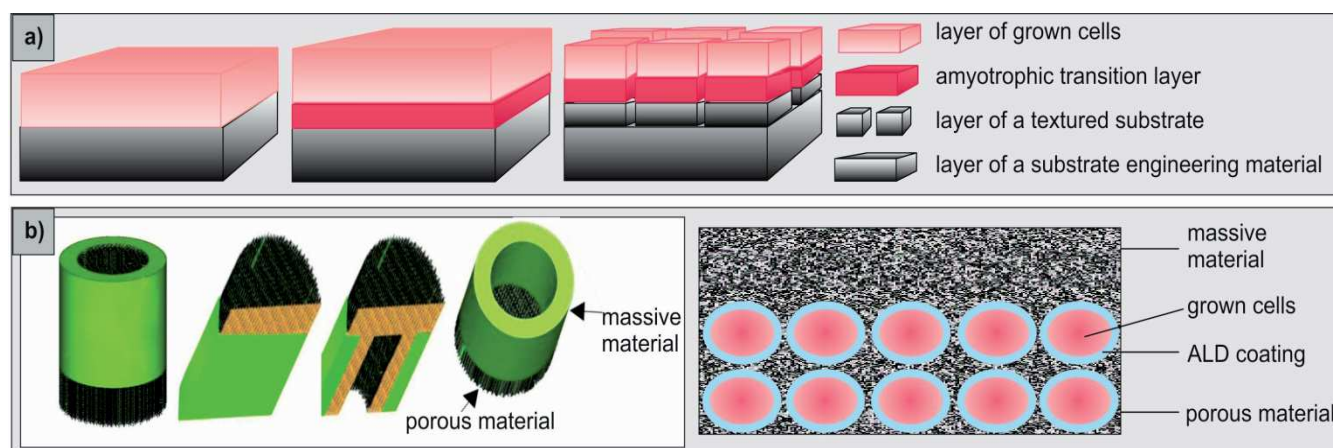 a)
layer of grown cells
amyotrophic transition layer
layer of a textured substrate
layer of a substrate engineering material
b)
massive
material
porous material
massive
material
grown cells
ALD coating
porous material